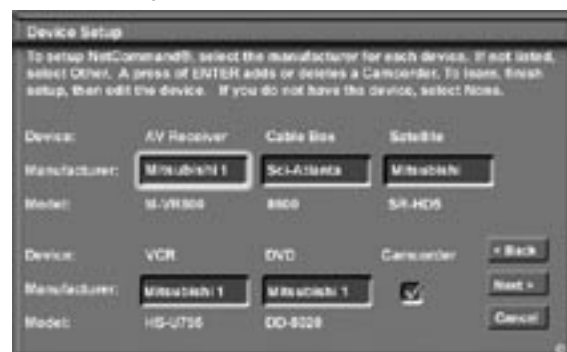 Device Setup
To setup NetCommand®, select the manufacturer for each device. If not listed,
select Other. A press of ENTER adds or deletes a Camcorder. To learn, finish
setup, then edit the device. If you do not have the device, select None.
Device: AV Receiver Cable Box Satellite
Manufacturer: Mitsubishi 1 Sci-Atlanta Mitsubishi
Model: M-VR800 8600 SR-HD5
Device: VCR DVD Camcorder < Back
Manufacturer: Mitsubishi 1 Mitsubishi 1 Next >
Model: DD-8020 Cancel